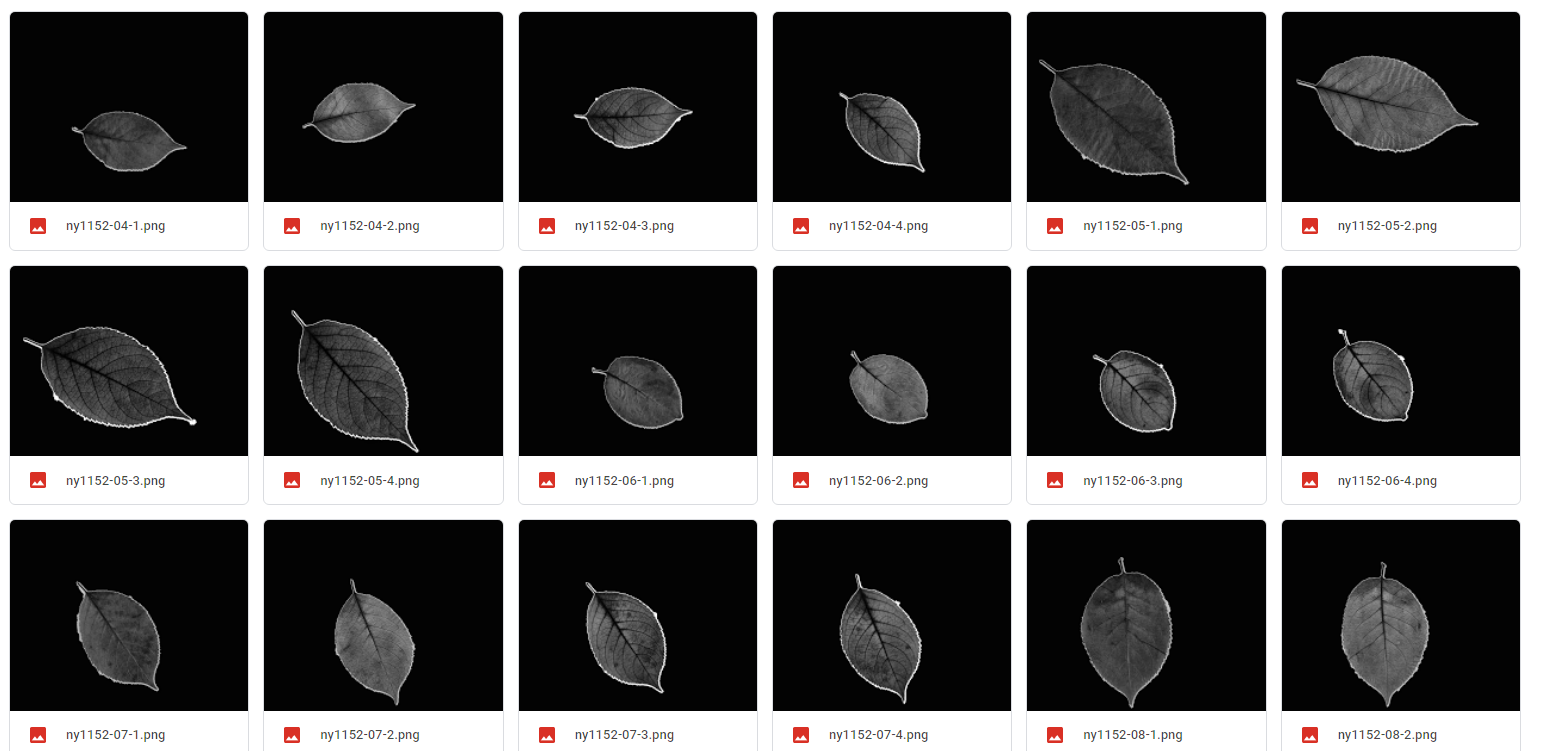 ny1152-04-1.png
ny1152-04-2.png
ny1152-04-3.png
ny1152-04-4.png
ny1152-05-1.png
ny1152-05-2.png
ny1152-05-3.png
ny1152-05-4.png
ny1152-06-1.png
ny1152-06-2.png
ny1152-06-3.png
ny1152-06-4.png
ny1152-07-1.png
ny1152-07-2.png
ny1152-07-3.png
ny1152-07-4.png
ny1152-08-1.png
ny1152-08-2.png